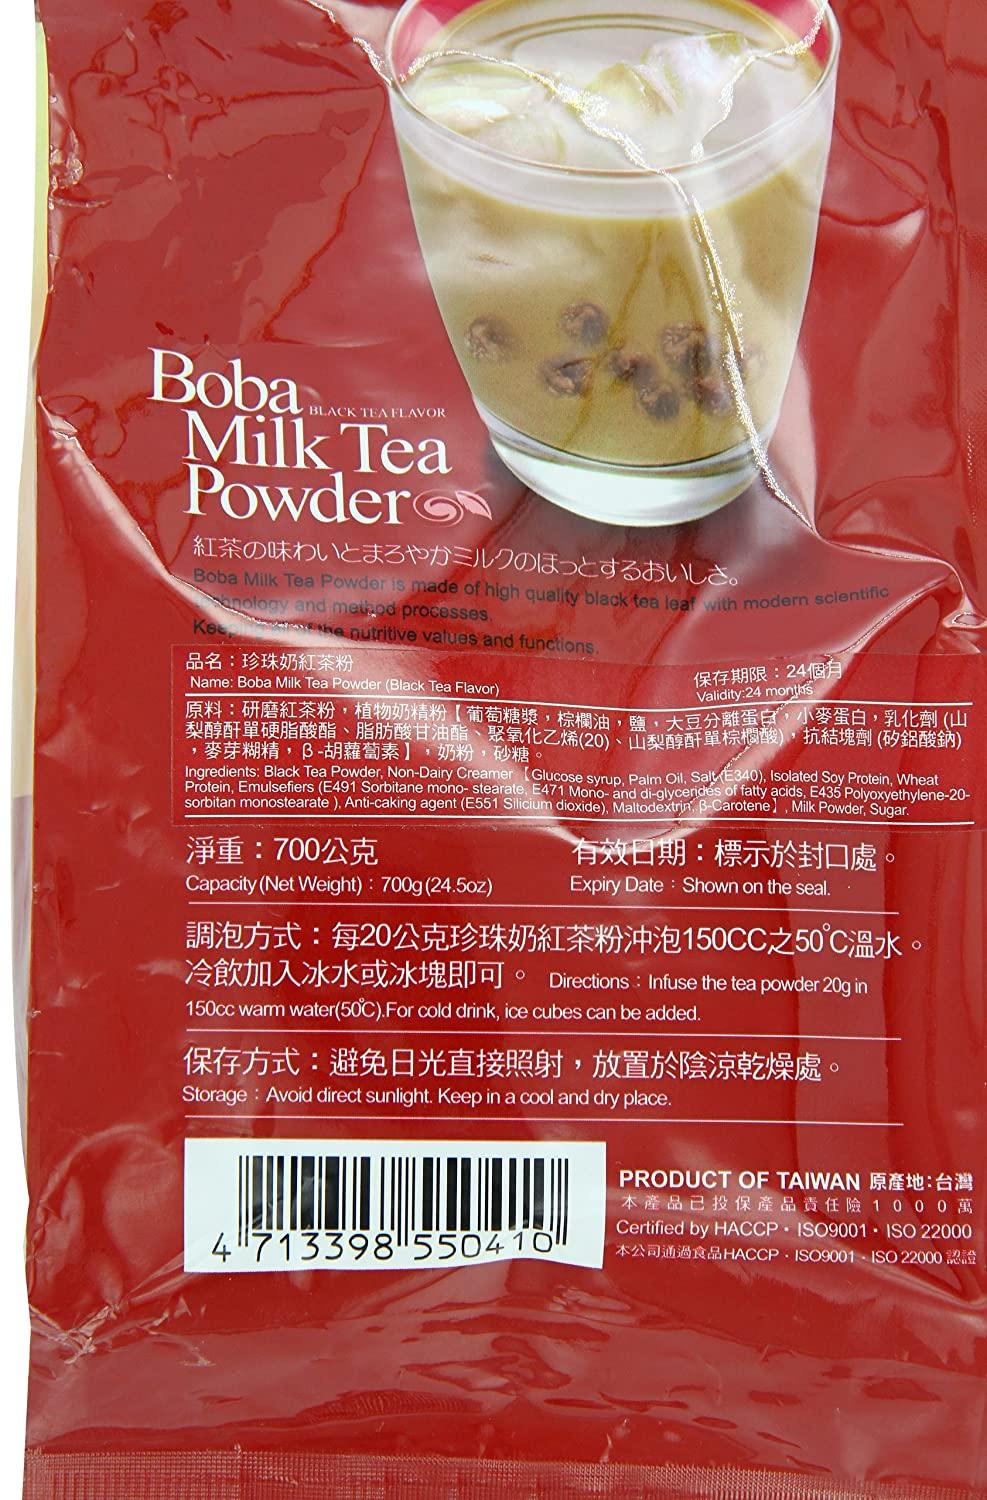 Boba
BLACK TEA FLAVOR
Milk Tea
Powder
紅茶の味わいとまろやかミルクのほっとするおいしさ。
Boba Milk Tea Powder is made of high quality black tea leaf with modern scientific
technology and method processes.
Keeping all of the nutritive values and functions.
品名：珍珠奶紅茶粉
保存期限：24個月
Name: Boba Milk Tea Powder (Black Tea Flavor)
Validity:24 months
原料：研磨紅茶粉，植物奶精粉【葡萄糖漿，棕櫚油，鹽，大豆分離蛋白，小麥蛋白，乳化劑 (山
梨醇酐單硬脂酸酯、脂肪酸甘油酯、聚氧化乙烯(20)、山梨醇酐單棕櫚酸)，抗結塊劑 (矽鋁酸鈉)
，麥芽糊精，β-胡蘿蔔素】，奶粉，砂糖。
Ingredients: Black Tea Powder, Non-Dairy Creamer【Glucose syrup, Palm Oil, Salt (E340), Isolated Soy Protein, Wheat
Protein, Emulsefiers (E491 Sorbitane mono- stearate, E471 Mono- and di-glycerides of fatty acids, E435 Polyoxyethylene-20-
sorbitan monostearate ), Anti-caking agent (E551 Silicium dioxide), Maltodextrin, β-Carotene】, Milk Powder, Sugar.
淨重：700公克
有效日期：標示於封口處。
Capacity (Net Weight)：700g (24.5oz)
Expiry Date：Shown on the seal.
調泡方式：每20公克珍珠奶紅茶粉沖泡150CC之50℃溫水。
冷飲加入冰水或冰塊即可。 Directions：Infuse the tea powder 20g in
150cc warm water(50℃).For cold drink, ice cubes can be added.
保存方式：避免日光直接照射，放置於陰涼乾燥處。
Storage：Avoid direct sunlight. Keep in a cool and dry place.
4 713398 550410
PRODUCT OF TAIWAN 原產地:台灣
本產品已投保產品責任險1000萬
Certified by HACCP・ISO9001・ISO 22000
本公司通過食品HACCP・ISO9001・ISO 22000 認證